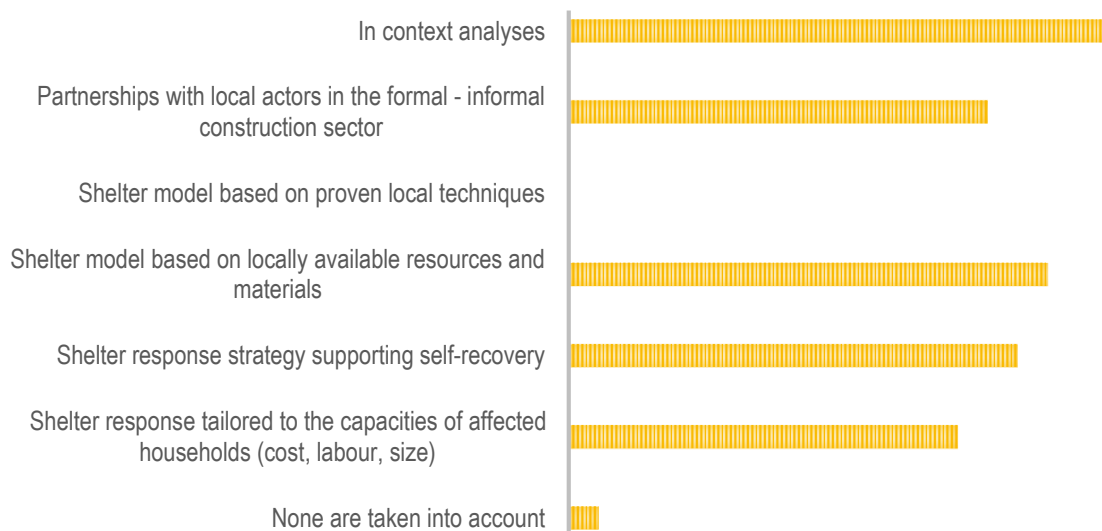 In context analyses
Partnerships with local actors in the formal - informal
construction sector
Shelter model based on proven local techniques
Shelter model based on locally available resources and
materials
Shelter response strategy supporting self-recovery
Shelter response tailored to the capacities of affected
households (cost, labour, size)
None are taken into account